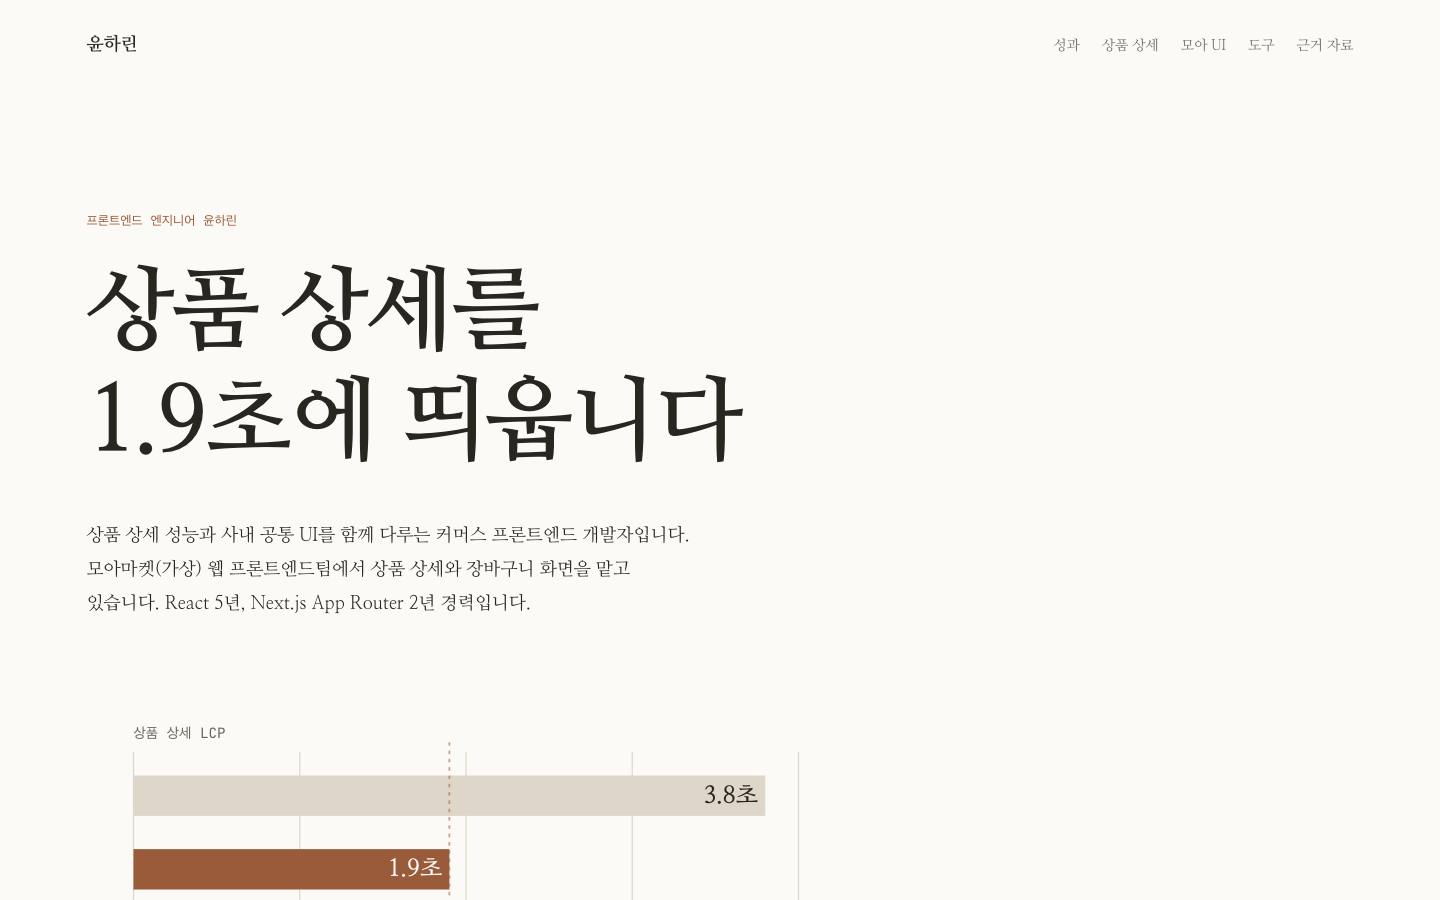 윤하린
성과 상품 상세 모아 UI 도구 근거 자료
프론트엔드 엔지니어 윤하린
상품 상세를
1.9초에 띄웁니다
상품 상세 성능과 사내 공통 UI를 함께 다루는 커머스 프론트엔드 개발자입니다.
모아마켓(가상) 웹 프론트엔드팀에서 상품 상세와 장바구니 화면을 맡고
있습니다. React 5년, Next.js App Router 2년 경력입니다.
상품 상세 LCP
3.8초
1.9초